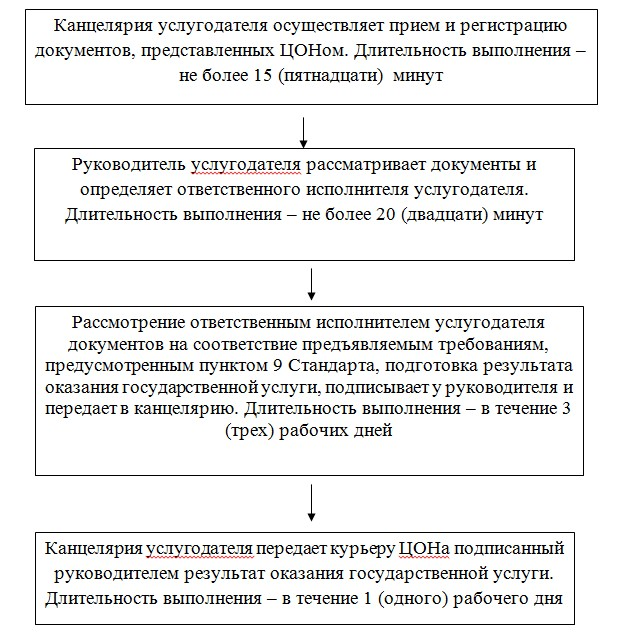 Канцелярия услугодателя осуществляет прием и регистрацию
документов, представленных ЦОНом. Длительность выполнения –
не более 15 (пятнадцати) минут
Руководитель услугодателя рассматривает документы и
определяет ответственного исполнителя услугодателя.
Длительность выполнения – не более 20 (двадцати) минут
Рассмотрение ответственным исполнителем услугодателя
документов на соответствие предъявляемым требованиям,
предусмотренным пунктом 9 Стандарта, подготовка результата
оказания государственной услуги, подписывает у руководителя и
передает в канцелярию. Длительность выполнения – в течение 3
(трех) рабочих дней
Канцелярия услугодателя передает курьеру ЦОНа подписанный
руководителем результат оказания государственной услуги.
Длительность выполнения – в течение 1 (одного) рабочего дня